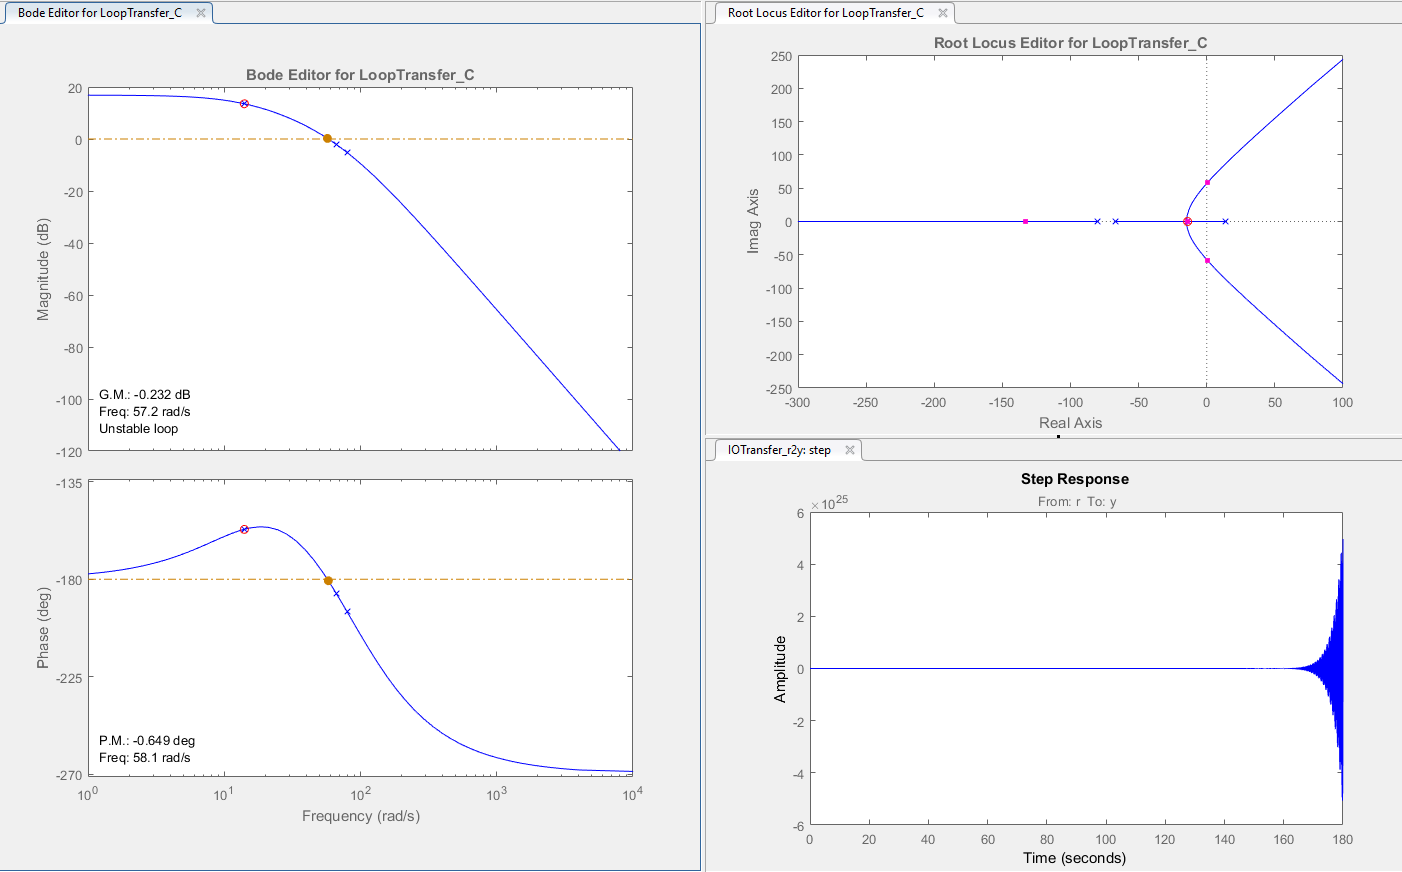 Bode Editor for LoopTransfer_C
Bode Editor for LoopTransfer_C
20
0
-20
-40
-60
-80
-100
-120
Magnitude (dB)
G.M.: -0.232 dB
Freq: 57.2 rad/s
Unstable loop
-135
-180
-225
-270
Phase (deg)
P.M.: -0.649 deg
Freq: 58.1 rad/s
10^0 10^1 10^2 10^3 10^4
Frequency (rad/s)
Root Locus Editor for LoopTransfer_C
Root Locus Editor for LoopTransfer_C
250
200
150
100
50
0
-50
-100
-150
-200
-250
Imag Axis
-300 -250 -200 -150 -100 -50 0 50 100
Real Axis
IOTransfer_r2y: step
Step Response
From: r To: y
×10^25
6
4
2
0
-2
-4
-6
Amplitude
0 20 40 60 80 100 120 140 160 180
Time (seconds)